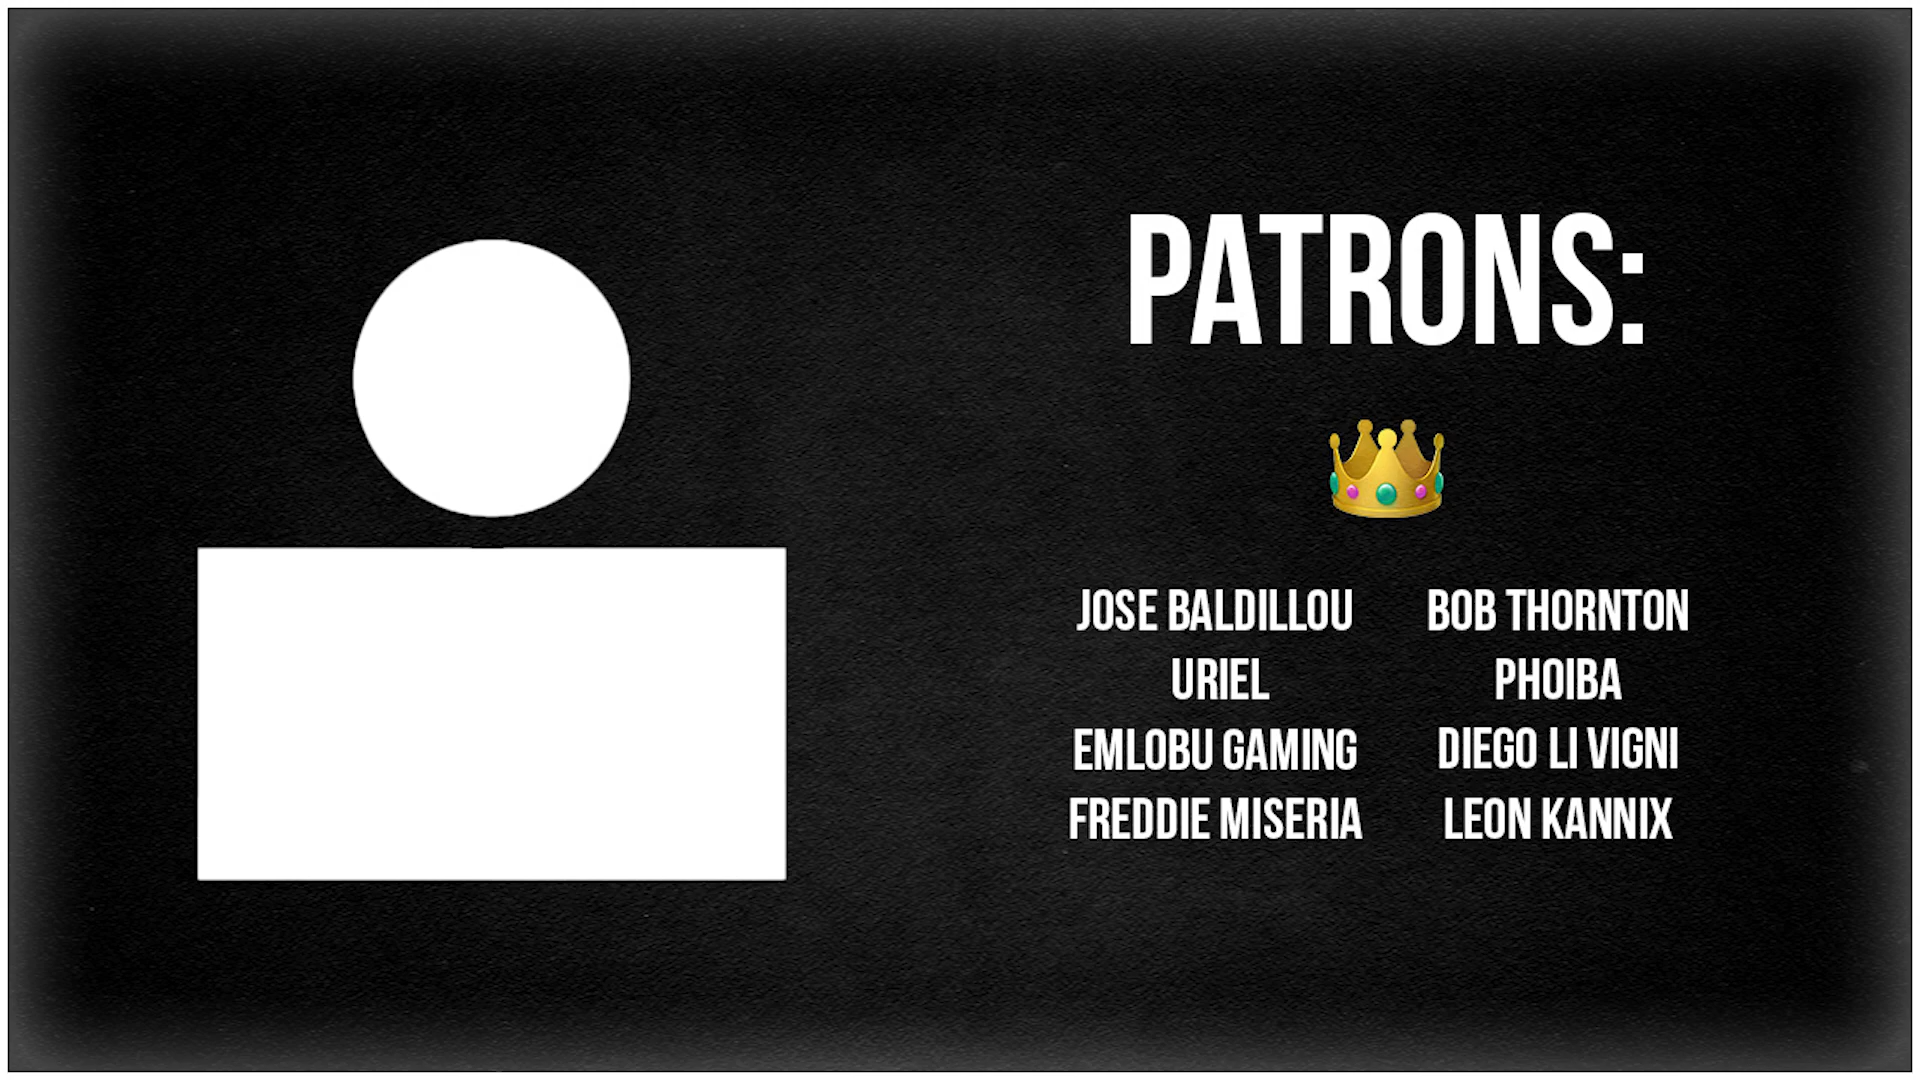 PATRONS:
JOSE BALDILLOU
URIEL
EMLOBU GAMING
FREDDIE MISERIA
BOB THORNTON
PHOIBA
DIEGO LI VIGNI
LEON KANNIX